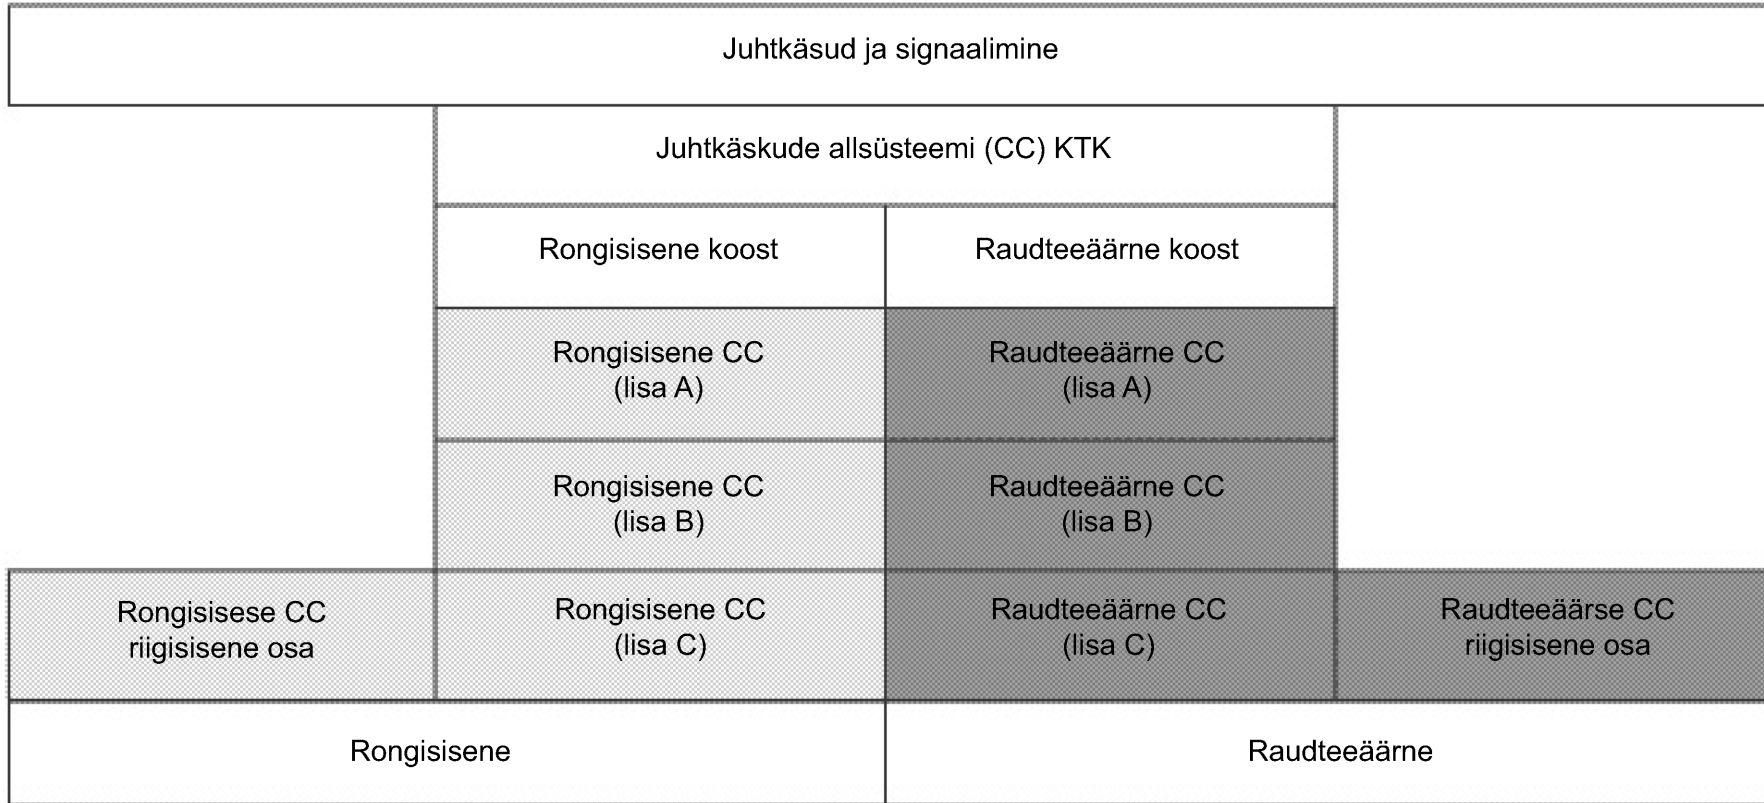 Juhtkäsud ja signaalimine
Juhtkäskude allsüsteemi (CC) KTK
Rongisisene koost
Raudteeäärne koost
Rongisisene CC
(lisa A)
Raudteeäärne CC
(lisa A)
Rongisisene CC
(lisa B)
Raudteeäärne CC
(lisa B)
Rongisisese CC
riigisisene osa
Rongisisene CC
(lisa C)
Raudteeäärne CC
(lisa C)
Raudteeäärse CC
riigisisene osa
Rongisisene
Raudteeäärne